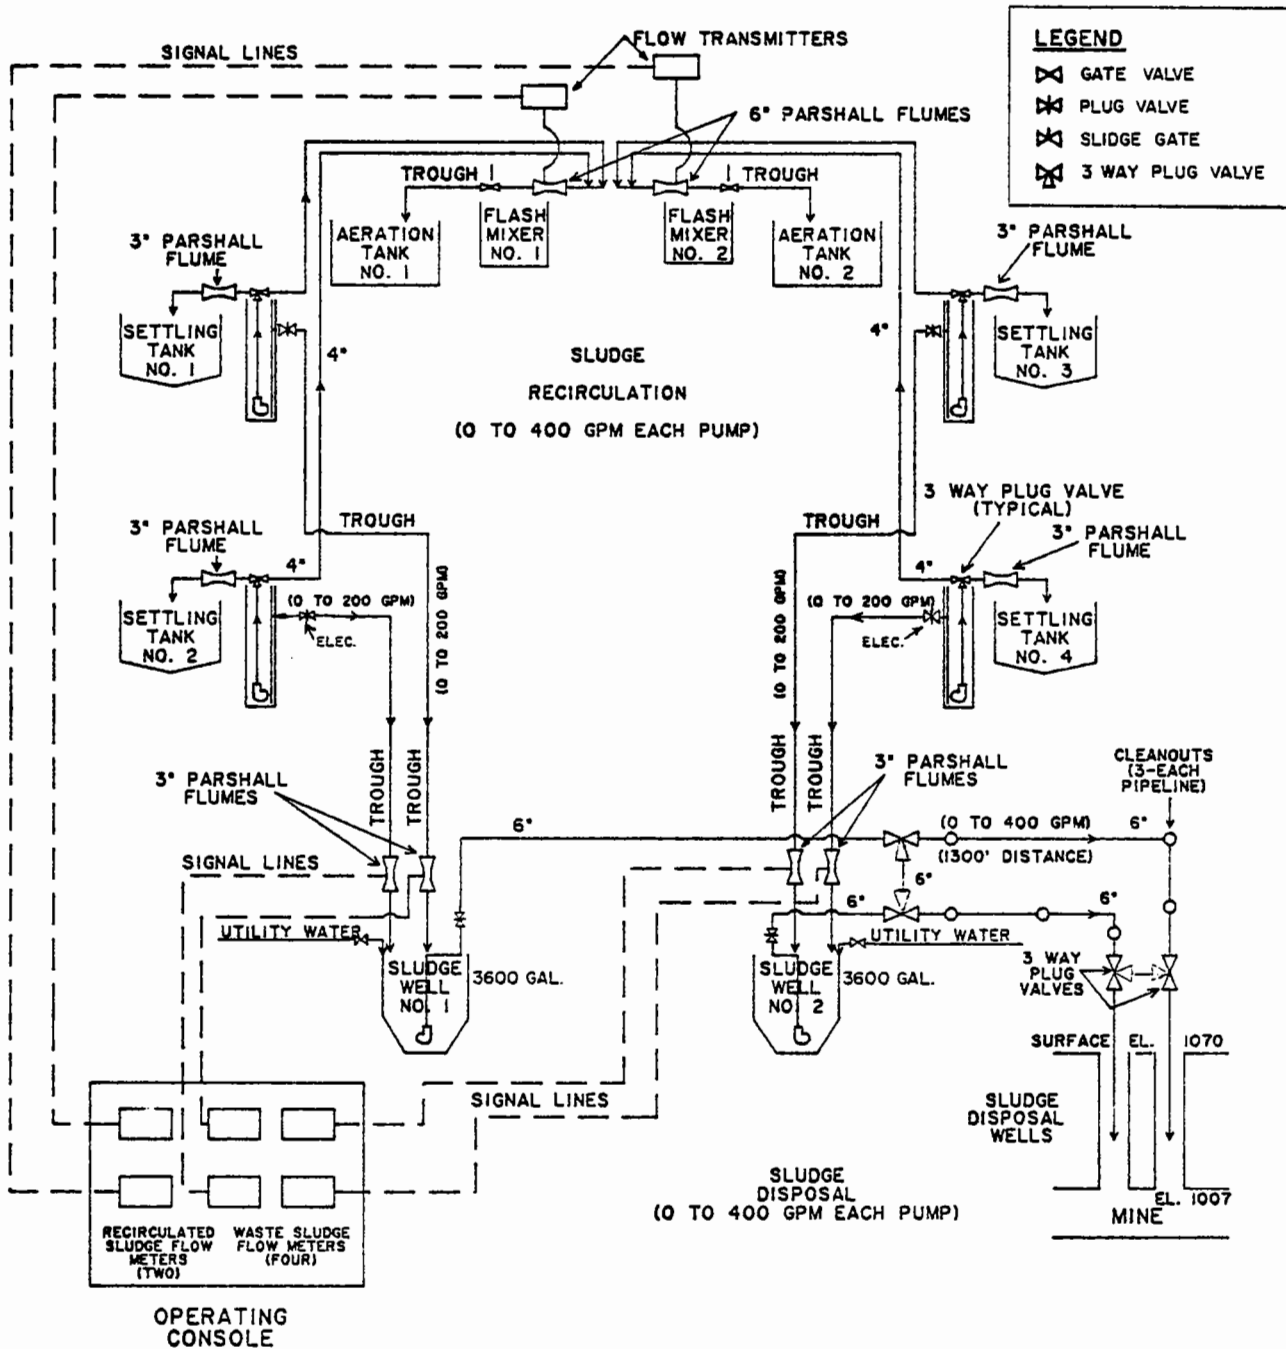 SIGNAL LINES
FLOW TRANSMITTERS
LEGEND
GATE VALVE
PLUG VALVE
SLIDGE GATE
3 WAY PLUG VALVE
6" PARSHALL FLUMES
TROUGH
TROUGH
AERATION
TANK
NO. 1
FLASH
MIXER
NO. 1
FLASH
MIXER
NO. 2
AERATION
TANK
NO. 2
3" PARSHALL
FLUME
3" PARSHALL
FLUME
SETTLING
TANK
NO. 1
4"
SLUDGE
RECIRCULATION
(0 TO 400 GPM EACH PUMP)
4"
SETTLING
TANK
NO. 3
3" PARSHALL
FLUME
TROUGH
TROUGH
3 WAY PLUG VALVE
(TYPICAL)
3" PARSHALL
FLUME
4"
4"
SETTLING
TANK
NO. 2
(0 TO 200 GPM)
ELEC.
(0 TO 200 GPM)
(0 TO 200 GPM)
(0 TO 200 GPM)
ELEC.
SETTLING
TANK
NO. 4
3" PARSHALL
FLUMES
TROUGH
TROUGH
TROUGH
TROUGH
3" PARSHALL
FLUMES
CLEANOUTS
(3-EACH
PIPELINE)
6"
(0 TO 400 GPM)
6"
(1300' DISTANCE)
SIGNAL LINES
6"
6"
6"
UTILITY WATER
UTILITY WATER
SLUDGE
WELL
NO. 1
3600 GAL.
SLUDGE
WELL
NO. 2
3600 GAL.
3 WAY
PLUG
VALVES
SURFACE EL. 1070
SIGNAL LINES
SLUDGE
DISPOSAL
WELLS
SLUDGE
DISPOSAL
(0 TO 400 GPM EACH PUMP)
EL. 1007
MINE
RECIRCULATED
SLUDGE FLOW
METERS
(TWO)
WASTE SLUDGE
FLOW METERS
(FOUR)
OPERATING
CONSOLE